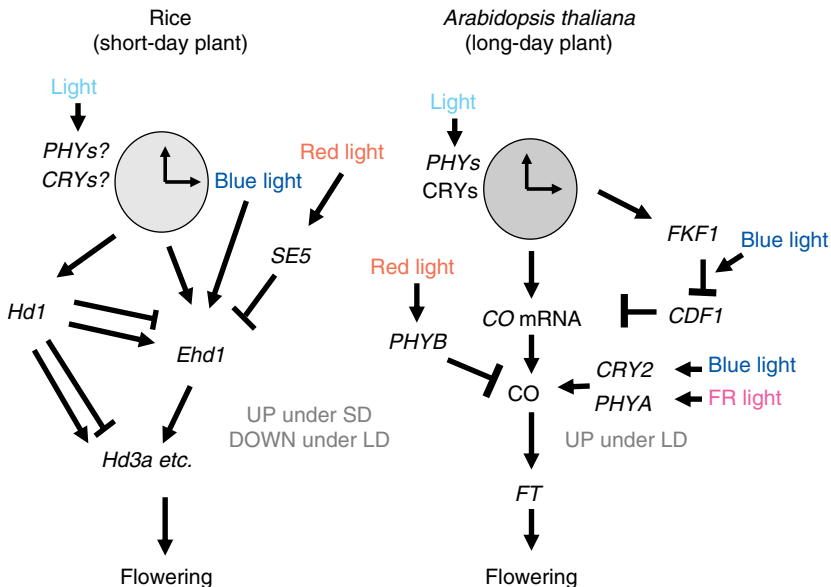 Rice
(short-day plant)
Light
PHYs?
CRYs?
Blue light
Red light
SE5
Hd1
Ehd1
UP under SD
DOWN under LD
Hd3a etc.
Flowering
Arabidopsis thaliana
(long-day plant)
Light
PHYs
CRYs
FKF1
Blue light
Red light
CO mRNA
CDF1
PHYB
CRY2
Blue light
CO
PHYA
FR light
UP under LD
FT
Flowering